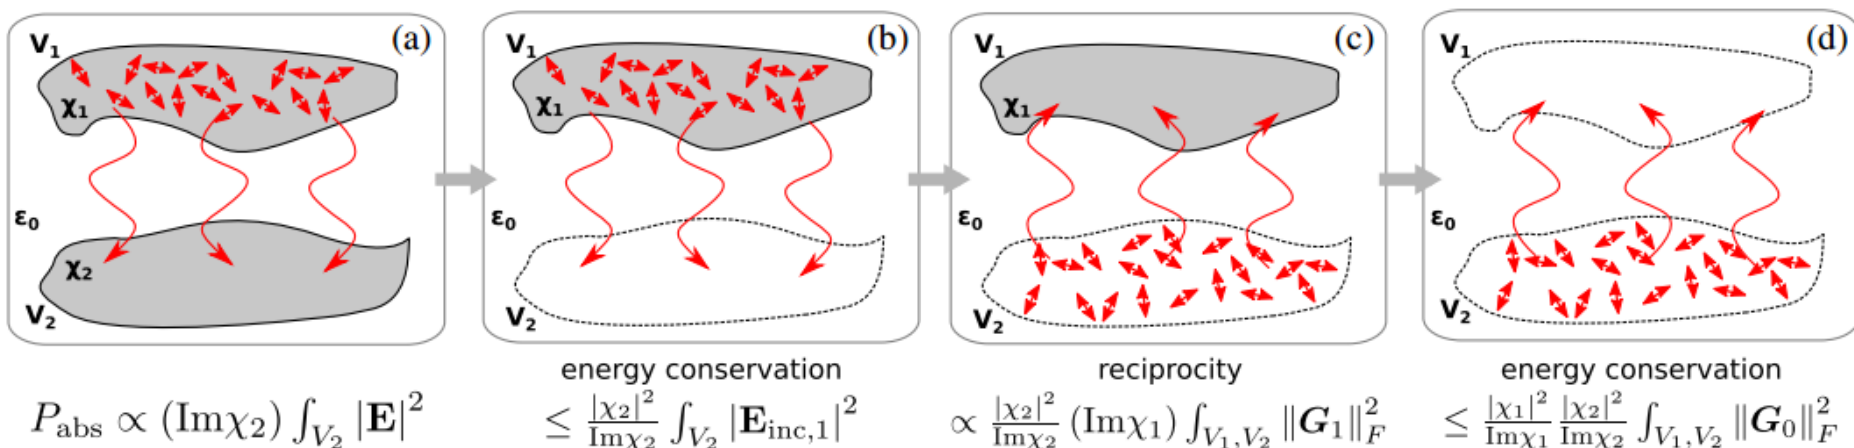 V₁ (a)
χ₁
ε₀
χ₂
V₂
V₁ (b)
χ₁
V₂
V₁ (c)
χ₁
ε₀
V₂
V₁ (d)
ε₀
V₂
energy conservation
reciprocity
energy conservation
P_abs ∝ (Imχ₂) ∫_{V₂} |E|²
≤ |χ₂|²/Imχ₂ ∫_{V₂} |E_{inc,1}|²
∝ |χ₂|²/Imχ₂ (Imχ₁) ∫_{V₁,V₂} ‖G₁‖²_F
≤ |χ₁|²/Imχ₁ |χ₂|²/Imχ₂ ∫_{V₁,V₂} ‖G₀‖²_F